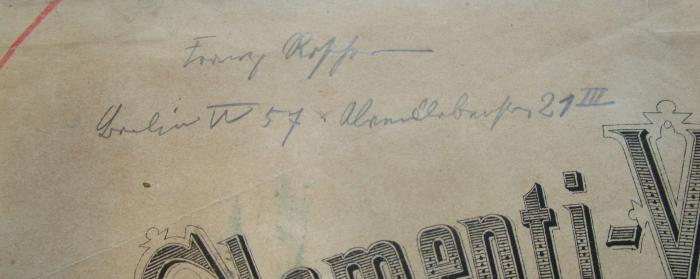 Franz
Berlin W 57. Alvenslebenstr. 21 III
Clementi-V